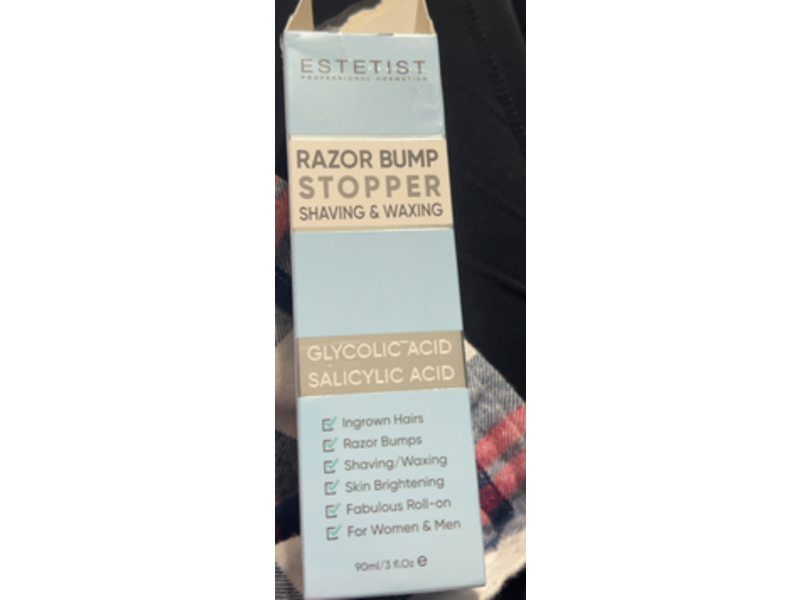 ESTETIST
PROFESSIONAL COSMETICS
RAZOR BUMP
STOPPER
SHAVING & WAXING
GLYCOLIC ACID
SALICYLIC ACID
Ingrown Hairs
Razor Bumps
Shaving/Waxing
Skin Brightening
Fabulous Roll-on
For Women & Men
90ml/3 fl.Oz e